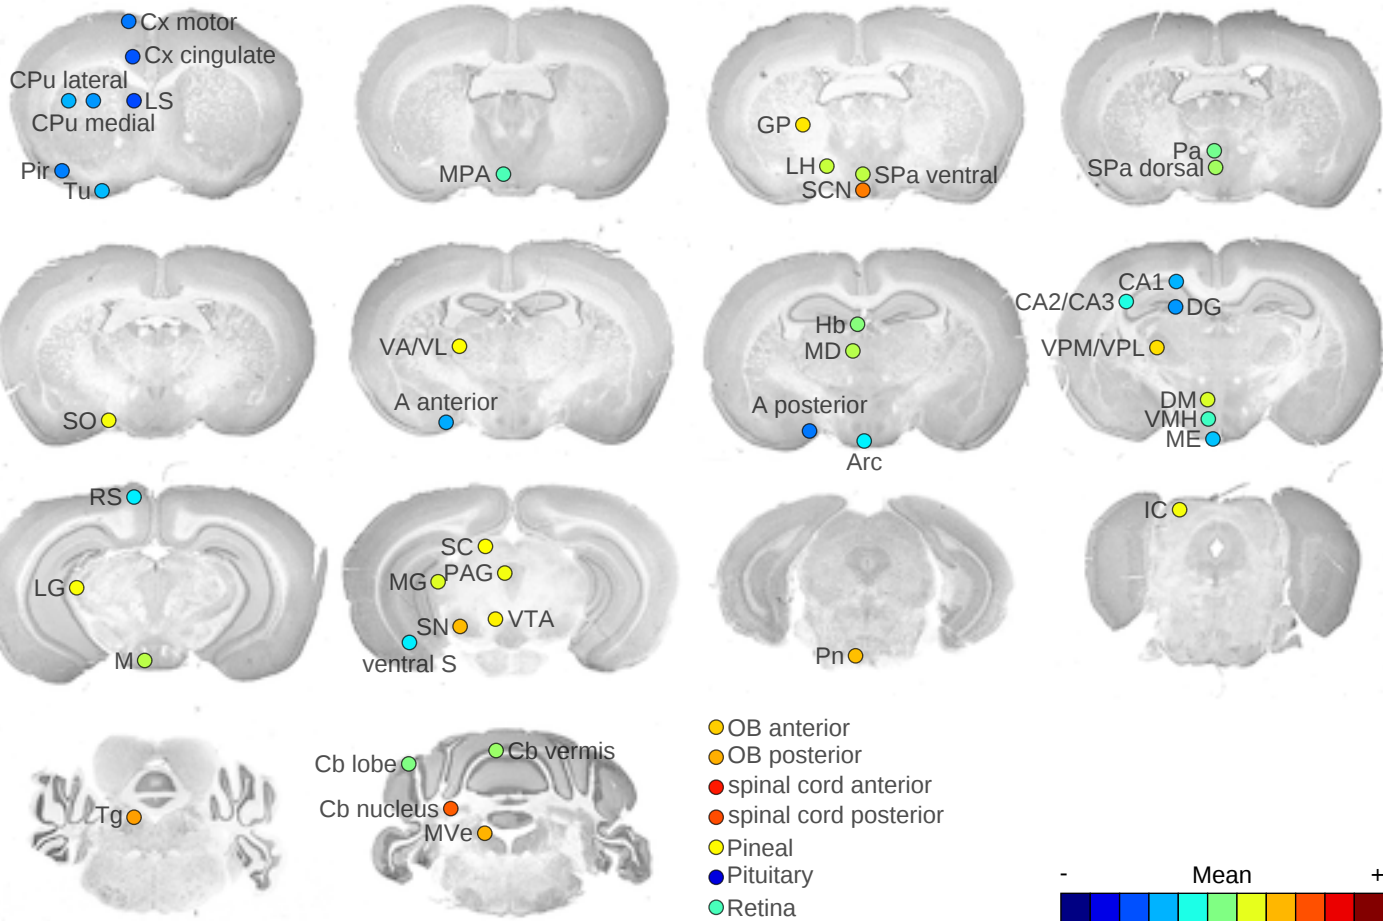 Cx motor
Cx cingulate
CPu lateral
LS
CPu medial
Pir
Tu
MPA
GP
LH
SPa ventral
SCN
Pa
SPa dorsal
SO
VA/VL
A anterior
Hb
MD
A posterior
Arc
CA1
CA2/CA3
DG
VPM/VPL
DM
VMH
ME
RS
LG
M
SC
MG
PAG
SN
VTA
ventral S
Pn
IC
Tg
Cb lobe
Cb vermis
Cb nucleus
MVe
OB anterior
OB posterior
spinal cord anterior
spinal cord posterior
Pineal
Pituitary
Retina
- Mean +